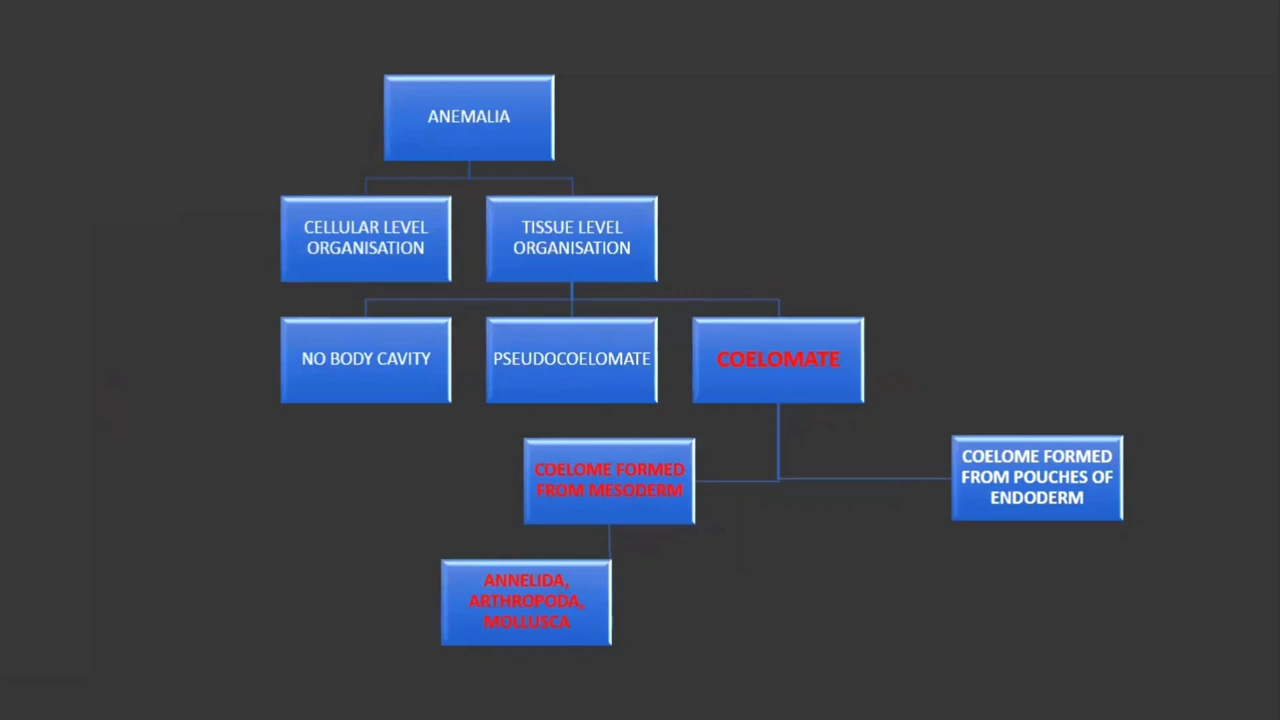 ANEMALIA
CELLULAR LEVEL
ORGANISATION
TISSUE LEVEL
ORGANISATION
NO BODY CAVITY
PSEUDOCOELOMATE
COELOMATE
COELOME FORMED
FROM MESODERM
COELOME FORMED
FROM POUCHES OF
ENDODERM
ANNELIDA,
ARTHROPODA,
MOLLUSCA